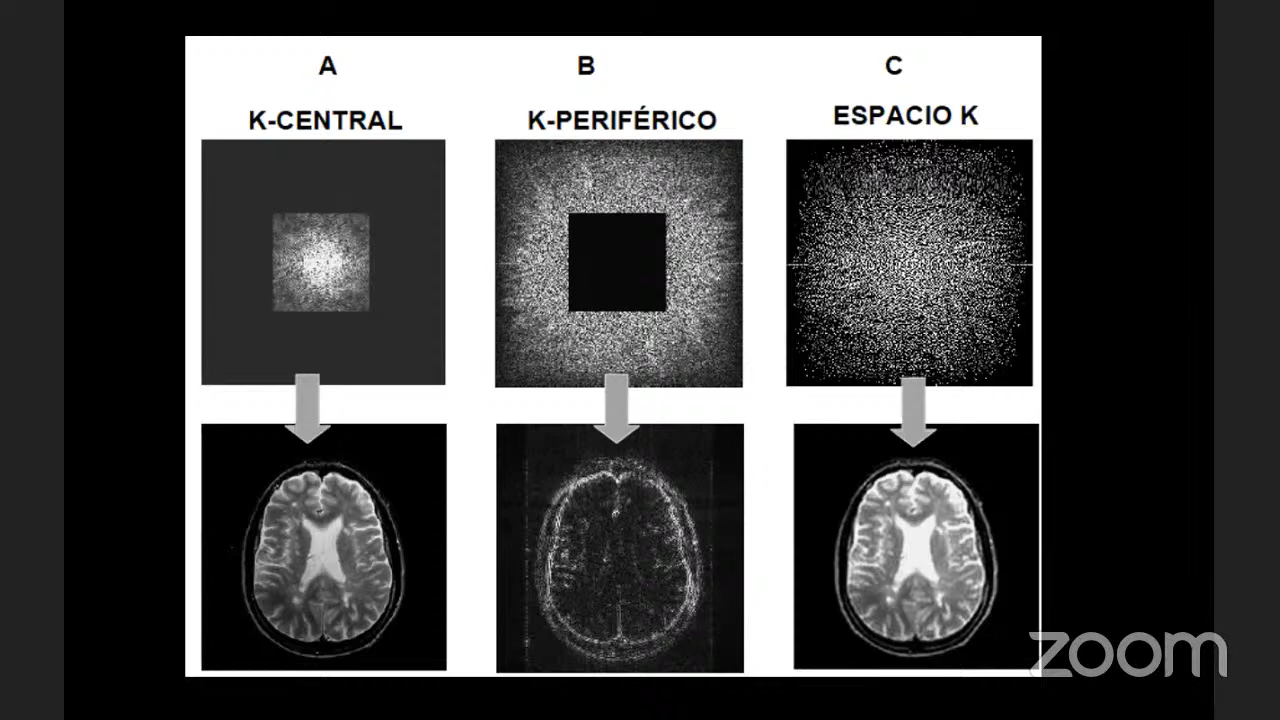 A
B
C
K-CENTRAL
K-PERIFÉRICO
ESPACIO K
zoom